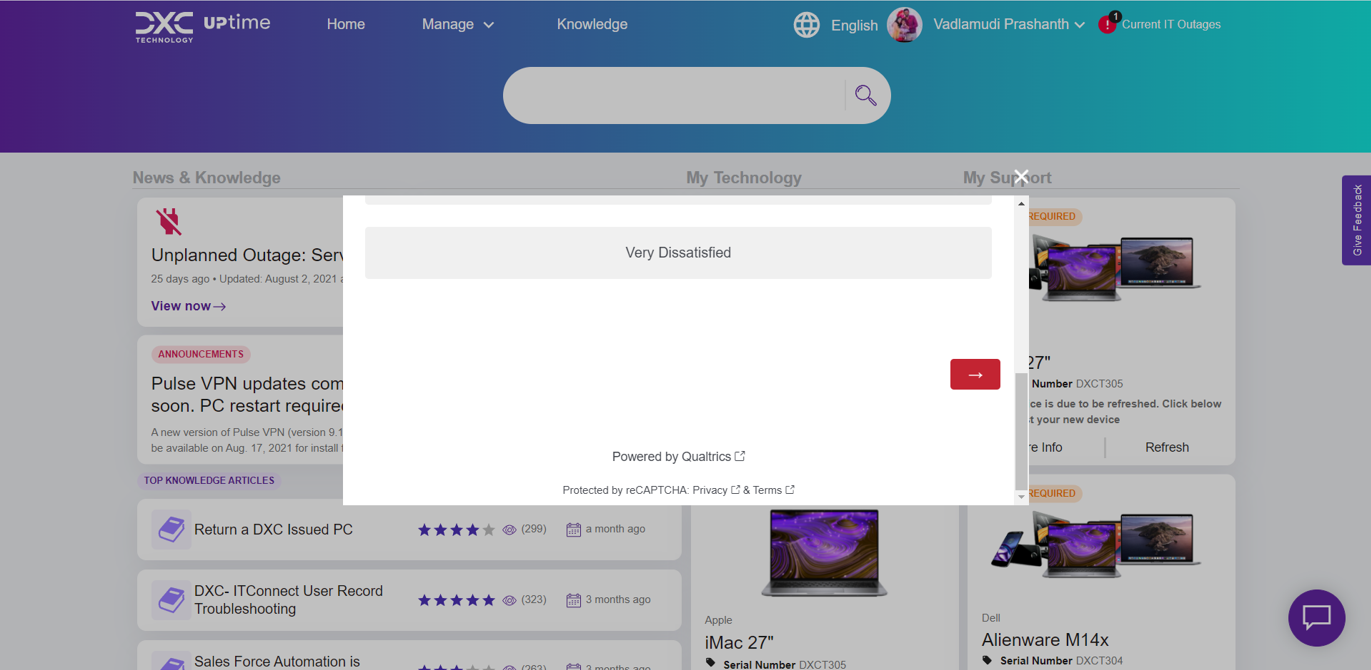 DXC
TECHNOLOGY
UPtime
Home
Manage
Knowledge
English
Vadlamudi Prashanth
! 1
Current IT Outages
News & Knowledge
My Technology
My Support
Give Feedback
Unplanned Outage: Serv
25 days ago • Updated: August 2, 2021
View now
ANNOUNCEMENTS
Pulse VPN updates com
soon. PC restart required
A new version of Pulse VPN (version 9.1
be available on Aug. 17, 2021 for install
TOP KNOWLEDGE ARTICLES
Return a DXC Issued PC
(299)
a month ago
DXC- ITConnect User Record
Troubleshooting
(323)
3 months ago
Sales Force Automation is
(263)
3 months ago
Very Dissatisfied
→
Powered by Qualtrics
Protected by reCAPTCHA: Privacy & Terms
Apple
iMac 27"
Serial Number DXCT305
REQUIRED
27"
Number DXCT305
ce is due to be refreshed. Click below
t your new device
re Info
Refresh
REQUIRED
Dell
Alienware M14x
Serial Number DXCT304